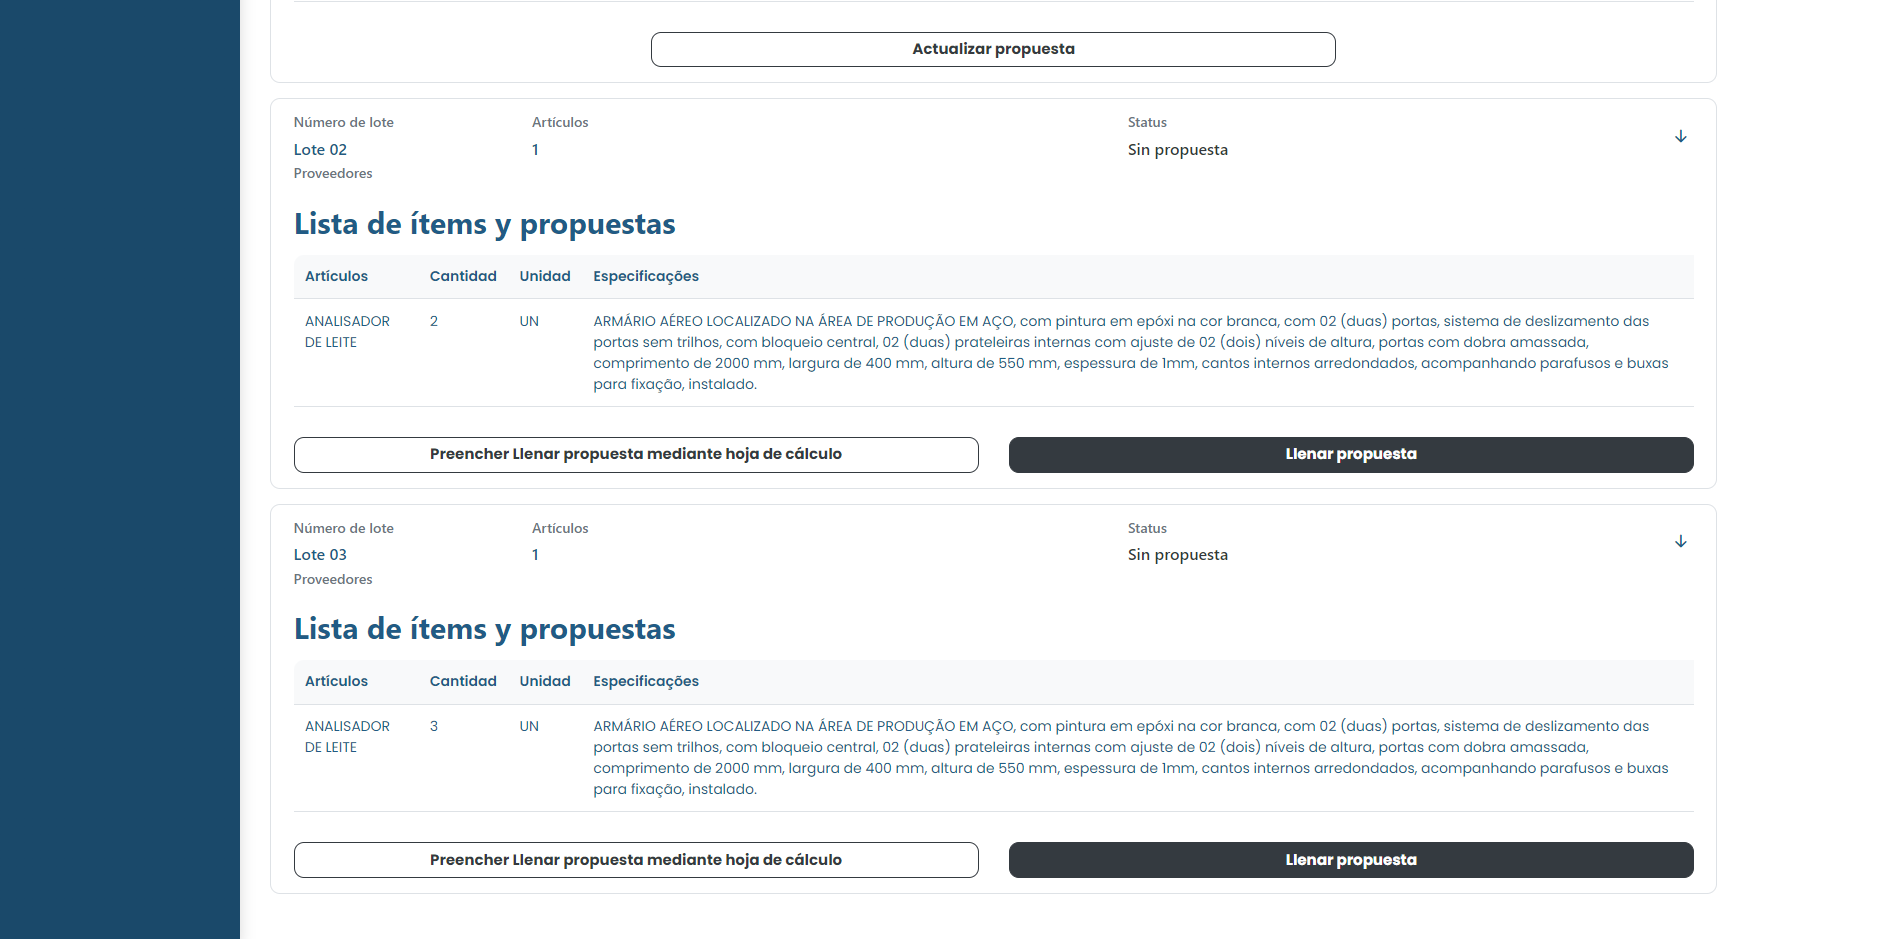 Actualizar propuesta
Número de lote Artículos Status
Lote 02 1 Sin propuesta
Proveedores
Lista de ítems y propuestas
Artículos Cantidad Unidad Especificações
ANALISADOR 2 UN ARMÁRIO AÉREO LOCALIZADO NA ÁREA DE PRODUÇÃO EM AÇO, com pintura em epóxi na cor branca, com 02 (duas) portas, sistema de deslizamento das
DE LEITE portas sem trilhos, com bloqueio central, 02 (duas) prateleiras internas com ajuste de 02 (dois) níveis de altura, portas com dobra amassada,
comprimento de 2000 mm, largura de 400 mm, altura de 550 mm, espessura de 1mm, cantos internos arredondados, acompanhando parafusos e buxas
para fixação, instalado.
Preencher Llenar propuesta mediante hoja de cálculo Llenar propuesta
Número de lote Artículos Status
Lote 03 1 Sin propuesta
Proveedores
Lista de ítems y propuestas
Artículos Cantidad Unidad Especificações
ANALISADOR 3 UN ARMÁRIO AÉREO LOCALIZADO NA ÁREA DE PRODUÇÃO EM AÇO, com pintura em epóxi na cor branca, com 02 (duas) portas, sistema de deslizamento das
DE LEITE portas sem trilhos, com bloqueio central, 02 (duas) prateleiras internas com ajuste de 02 (dois) níveis de altura, portas com dobra amassada,
comprimento de 2000 mm, largura de 400 mm, altura de 550 mm, espessura de 1mm, cantos internos arredondados, acompanhando parafusos e buxas
para fixação, instalado.
Preencher Llenar propuesta mediante hoja de cálculo Llenar propuesta